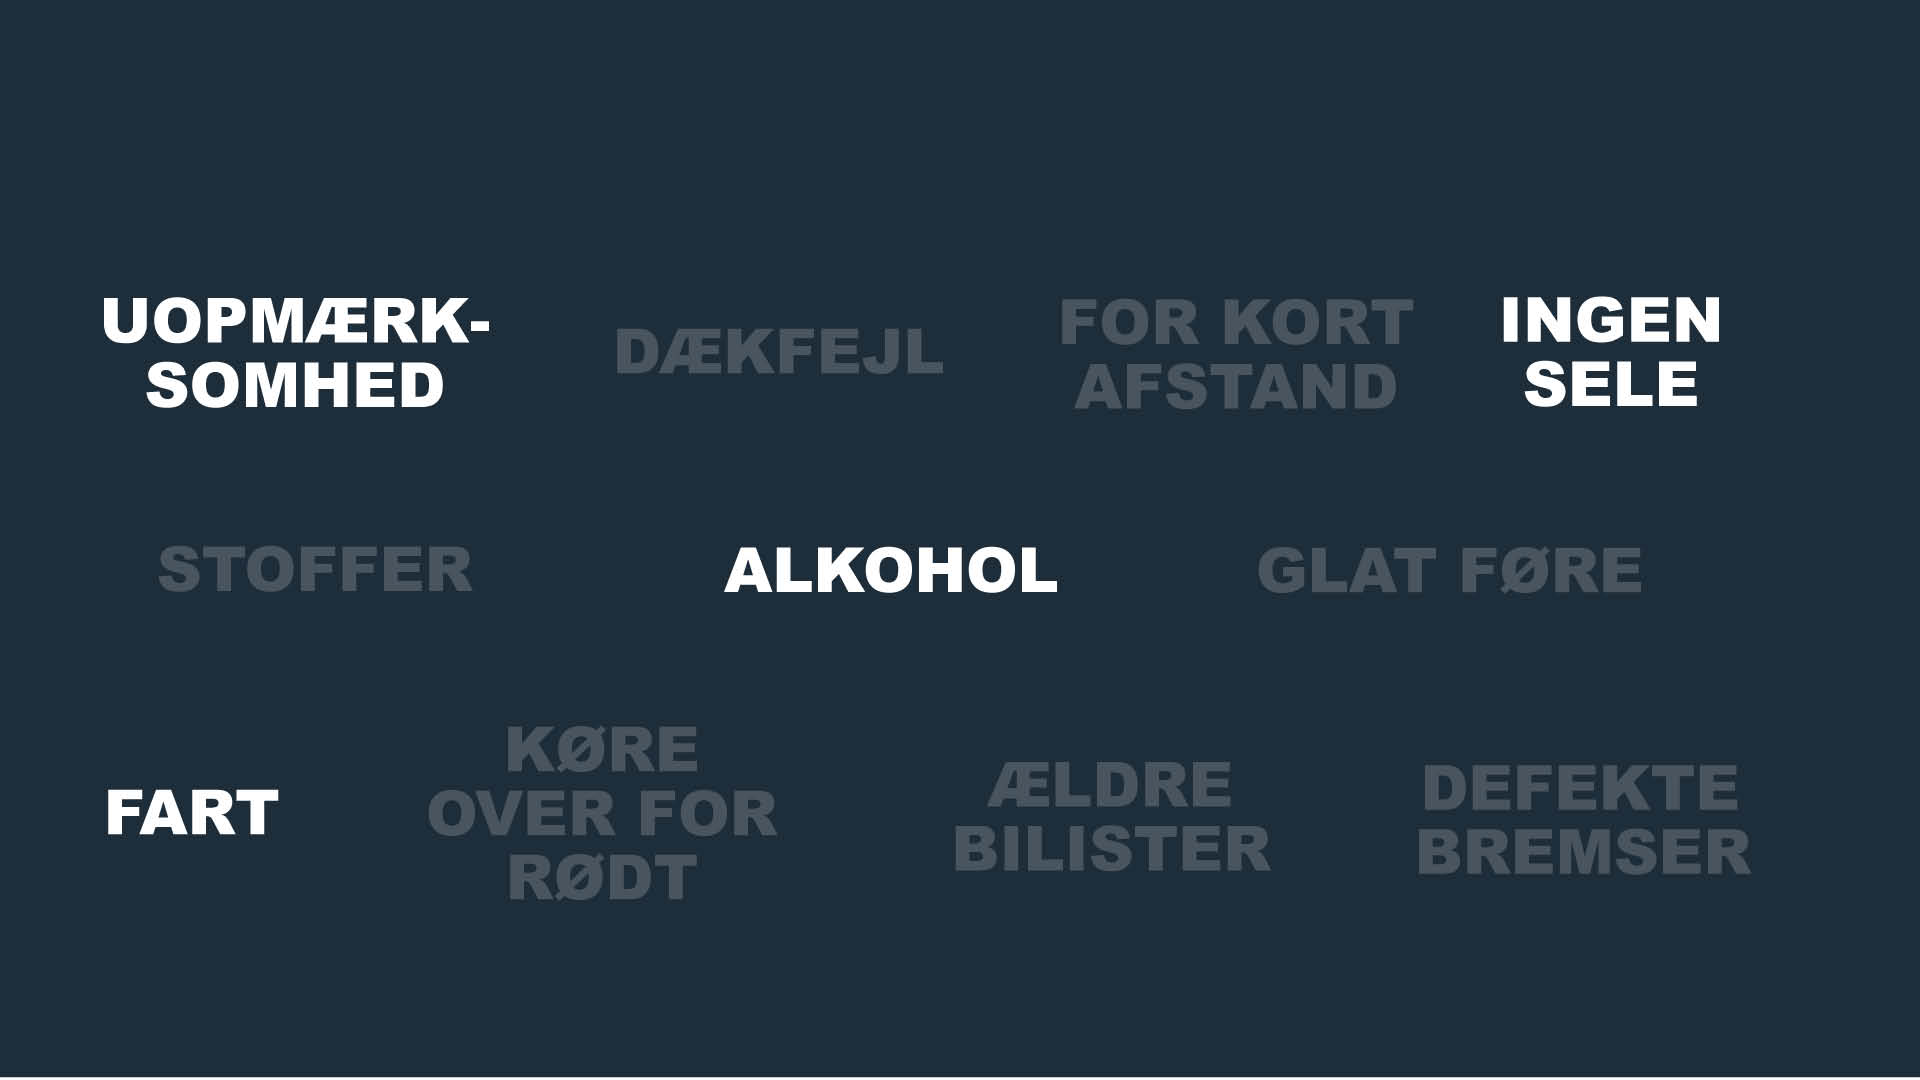 UOPMÆRK-
SOMHED
DÆKFEJL
FOR KORT
AFSTAND
INGEN
SELE
STOFFER
ALKOHOL
GLAT FØRE
FART
KØRE
OVER FOR
RØDT
ÆLDRE
BILISTER
DEFEKTE
BREMSER